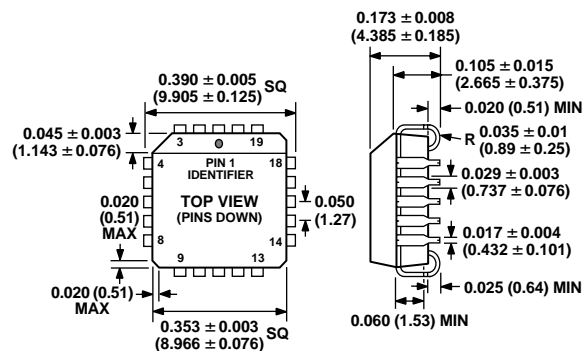 0.173 ± 0.008
(4.385 ± 0.185)
0.390 ± 0.005
(9.905 ± 0.125)
SQ
0.105 ± 0.015
(2.665 ± 0.375)
0.045 ± 0.003
(1.143 ± 0.076)
0.020 (0.51) MIN
3
19
R
0.035 ± 0.01
(0.89 ± 0.25)
4
PIN 1
IDENTIFIER
18
0.029 ± 0.003
(0.737 ± 0.076)
0.020
(0.51)
MAX
TOP VIEW
(PINS DOWN)
0.050
(1.27)
0.017 ± 0.004
(0.432 ± 0.101)
8
14
9
13
0.020 (0.51)
MAX
0.025 (0.64) MIN
0.060 (1.53) MIN
0.353 ± 0.003
(8.966 ± 0.076)
SQ